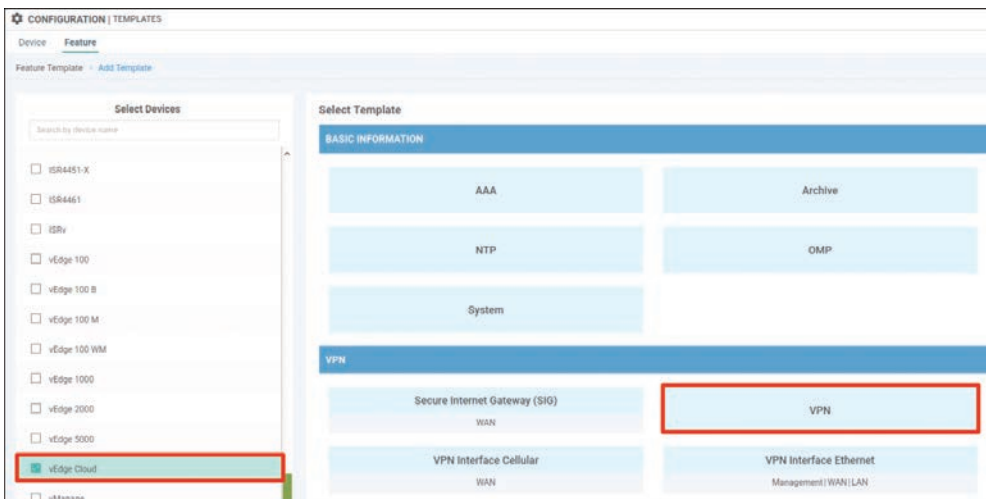 CONFIGURATION | TEMPLATES
Device Feature
Feature Template > Add Template
Select Devices
Search by device name
ISR4451-X
ISR4461
ISRv
vEdge 100
vEdge 100 B
vEdge 100 M
vEdge 100 WM
vEdge 1000
vEdge 2000
vEdge 5000
vEdge Cloud
vManage
Select Template
BASIC INFORMATION
AAA
Archive
NTP
OMP
System
VPN
Secure Internet Gateway (SIG)
WAN
VPN
VPN Interface Cellular
WAN
VPN Interface Ethernet
Management | WAN | LAN